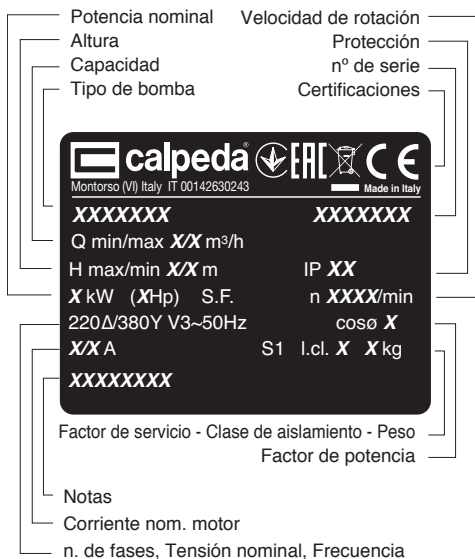 Potencia nominal Velocidad de rotación
Altura Protección
Capacidad nº de serie
Tipo de bomba Certificaciones
calpeda® EAC CE
Montorso (VI) Italy IT 00142630243 Made in Italy
XXXXXXX XXXXXXX
Q min/max X/X m³/h
H max/min X/X m IP XX
X kW (XHp) S.F. n XXXX/min
220Δ/380Y V3~50Hz cosø X
X/X A S1 I.cl. X X kg
XXXXXXXX
Factor de servicio - Clase de aislamiento - Peso
Factor de potencia
Notas
Corriente nom. motor
n. de fases, Tensión nominal, Frecuencia